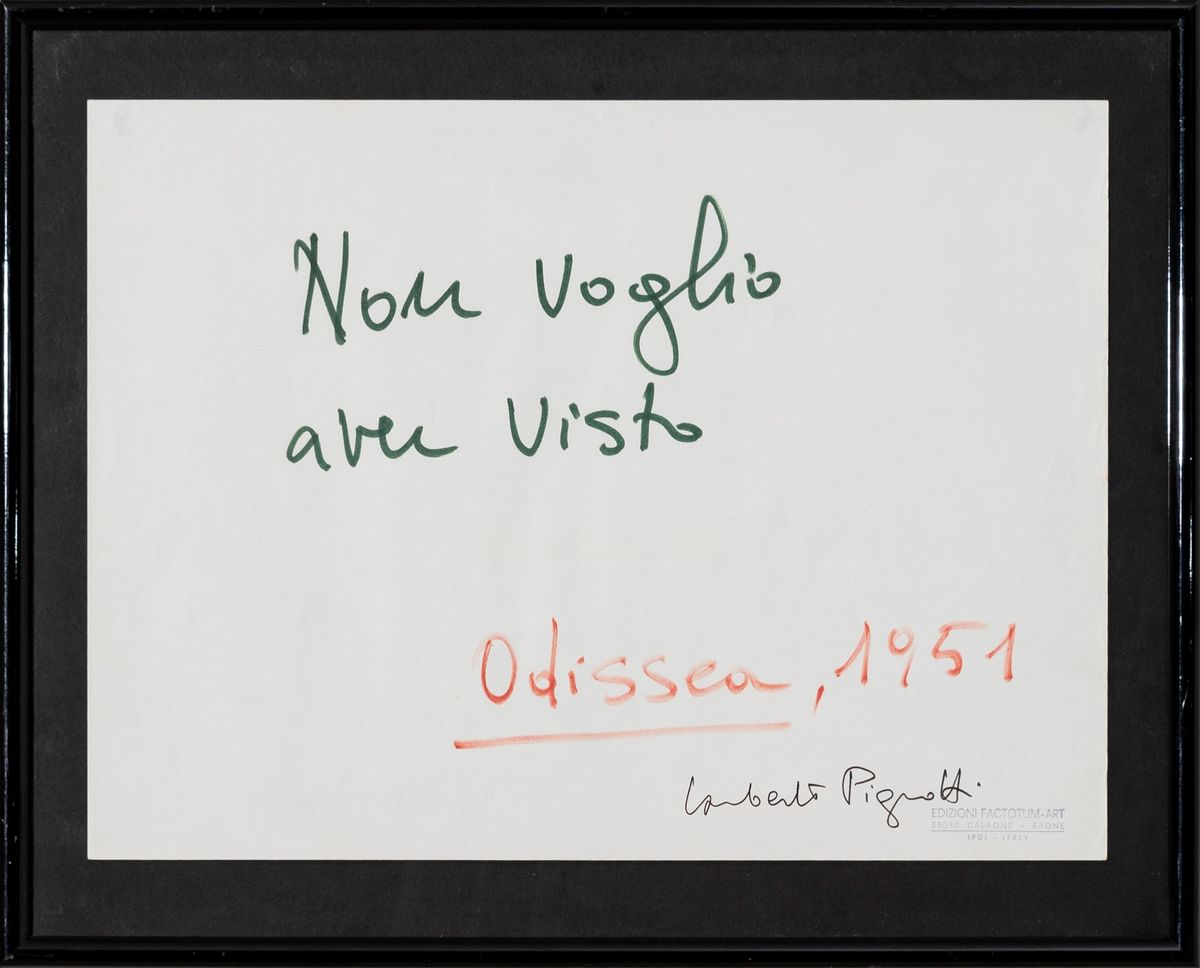 Non voglio
aver visto
Odissea, 1951
Lamberto Pignotti
EDIZIONI FACTOTUM-ART
35030 CALAONE - BAONE
(PD) - ITALY